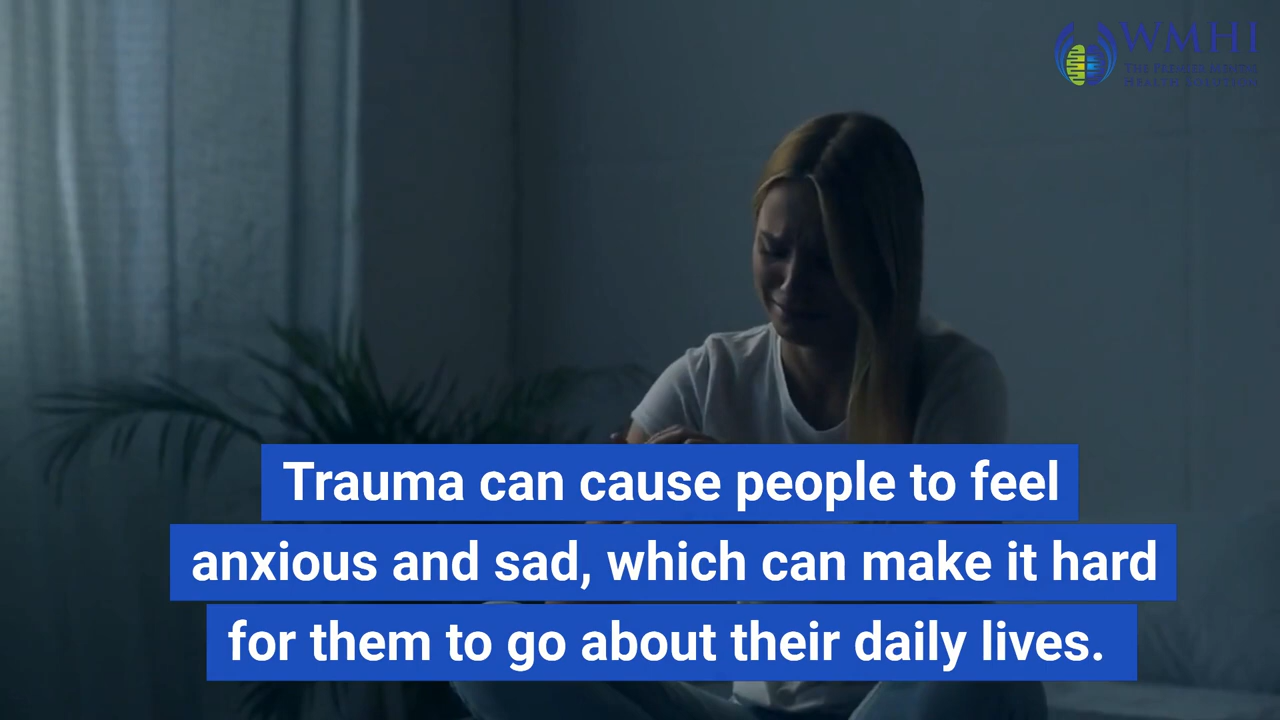 WMHI
Trauma can cause people to feel
anxious and sad, which can make it hard
for them to go about their daily lives.